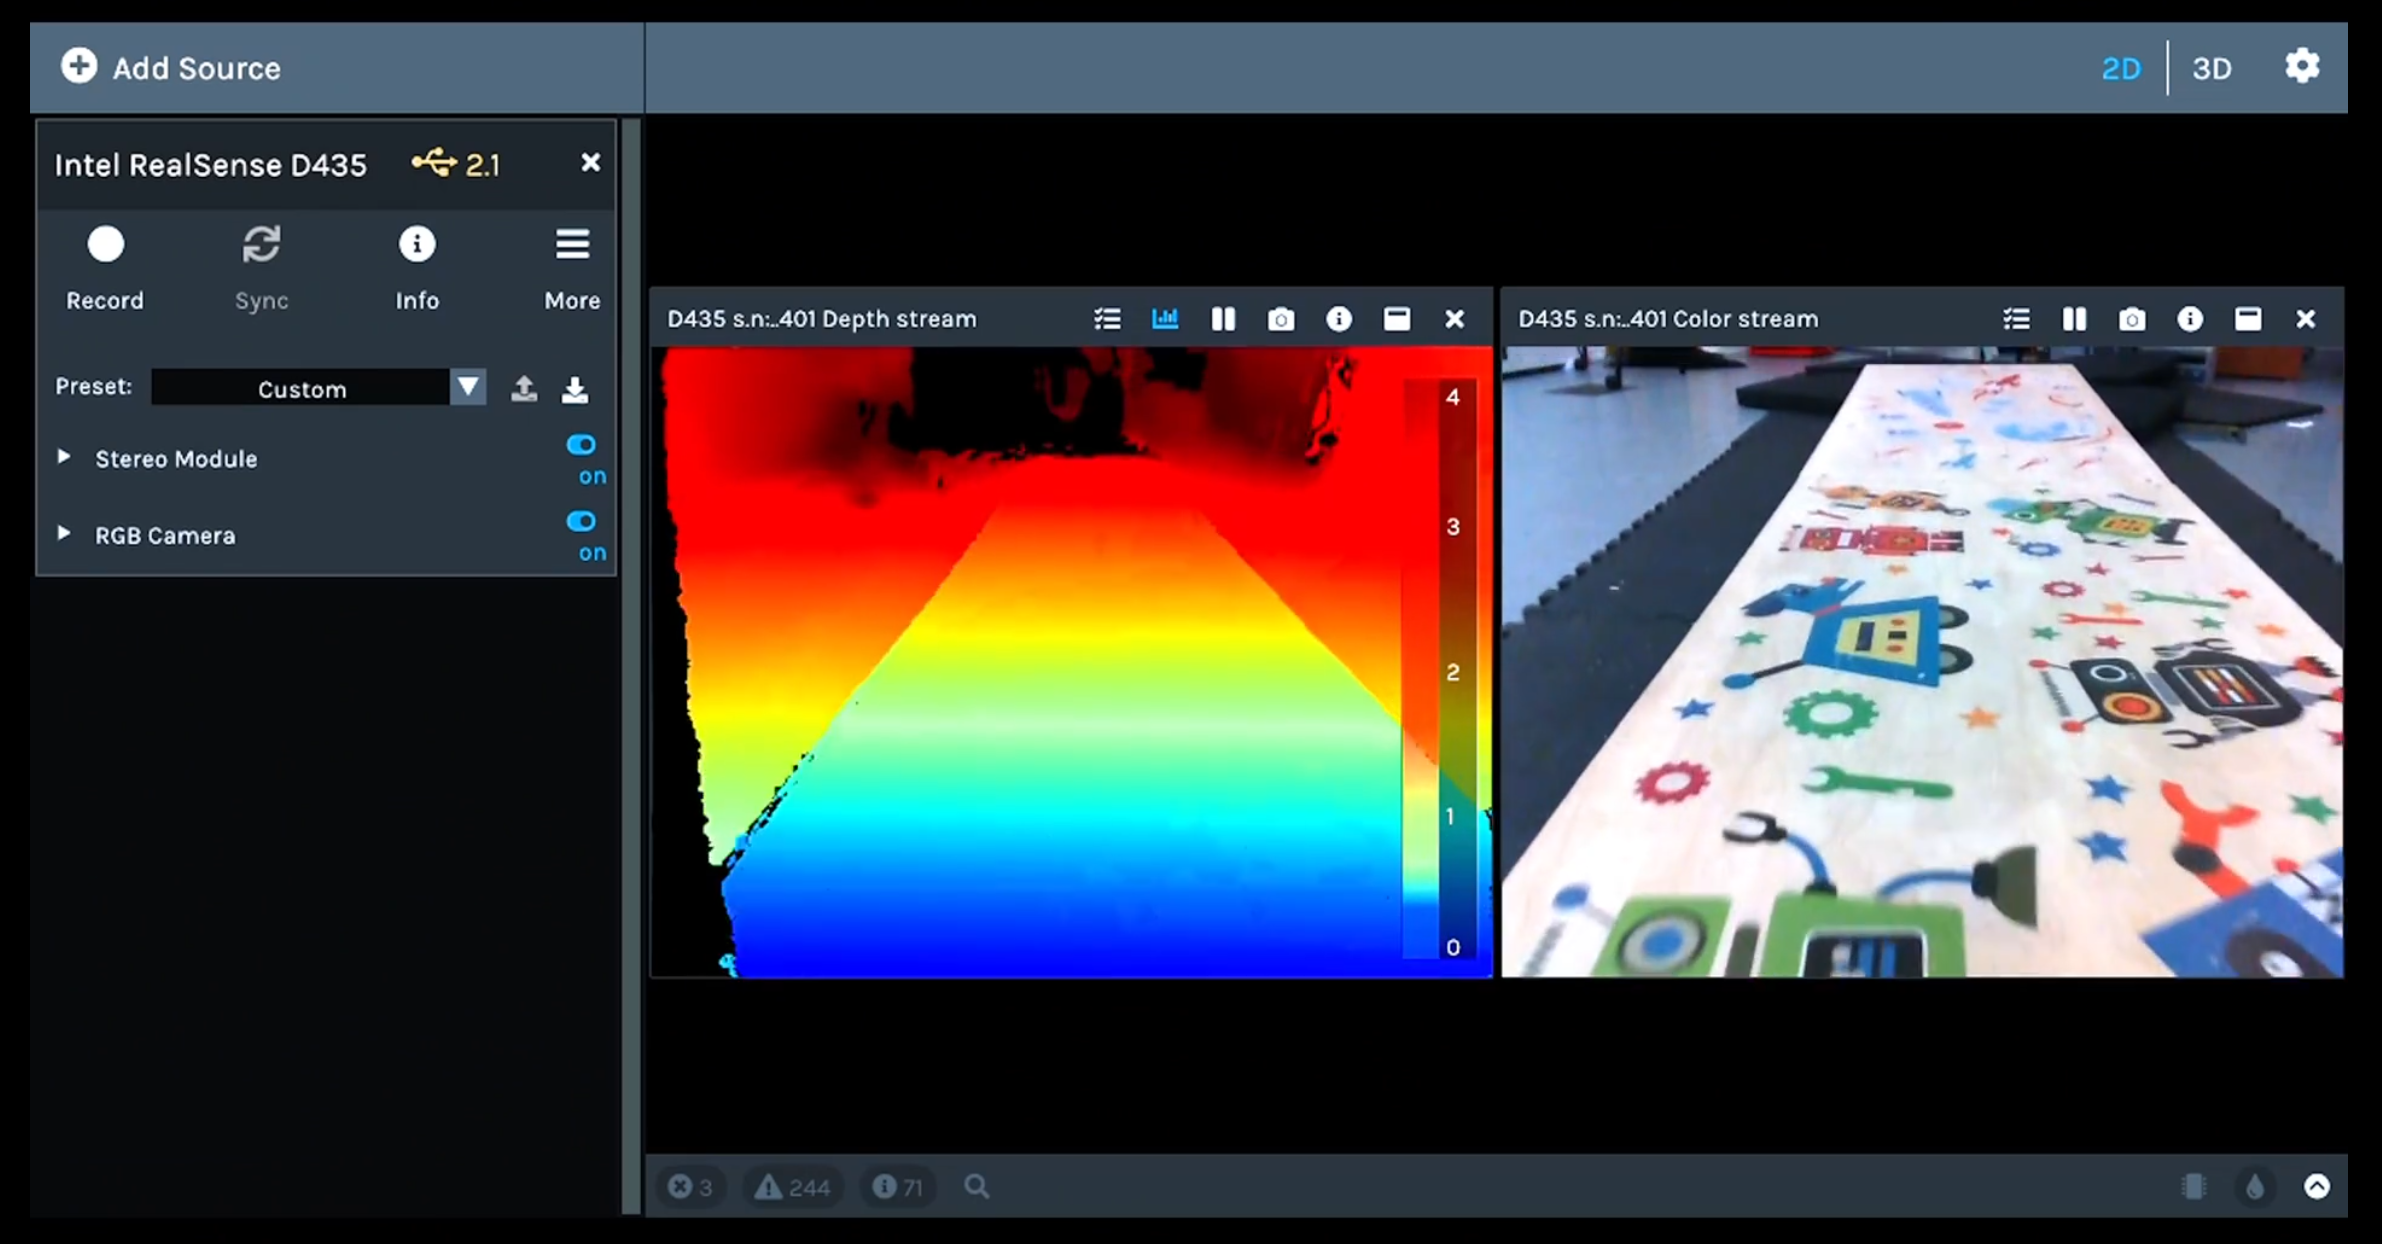 Add Source
2D
3D
Intel RealSense D435
2.1
Record
Sync
Info
More
Preset:
Custom
Stereo Module
on
RGB Camera
on
D435 s.n:..401 Depth stream
4
3
2
1
0
D435 s.n:..401 Color stream
3
244
71